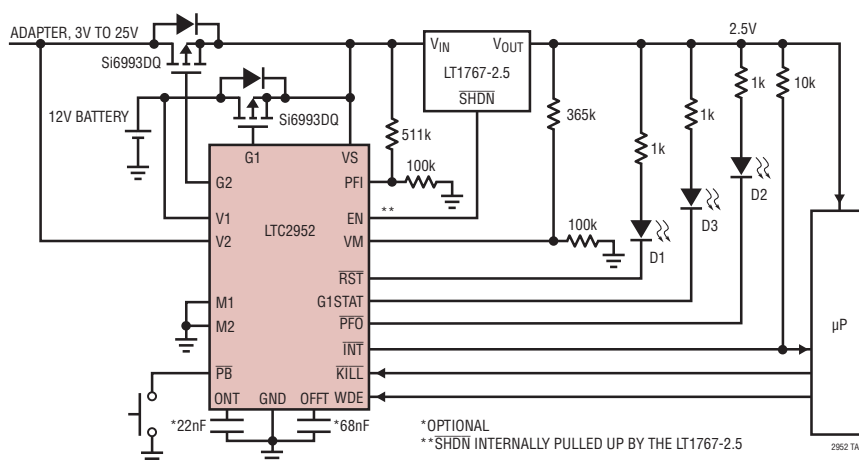 ADAPTER, 3V TO 25V
Si6993DQ
12V BATTERY
Si6993DQ
VIN VOUT
LT1767-2.5
SHDN
2.5V
511k
100k
365k
100k
1k
1k
1k
10k
D1
D3
D2
G1 VS
G2 PFI
V1 EN
**
V2 VM
LTC2952
RST
M1 G1STAT
M2 PFO
INT
PB KILL
ONT GND OFFT WDE
*22nF *68nF
µP
*OPTIONAL
**SHDN INTERNALLY PULLED UP BY THE LT1767-2.5
2952 TA